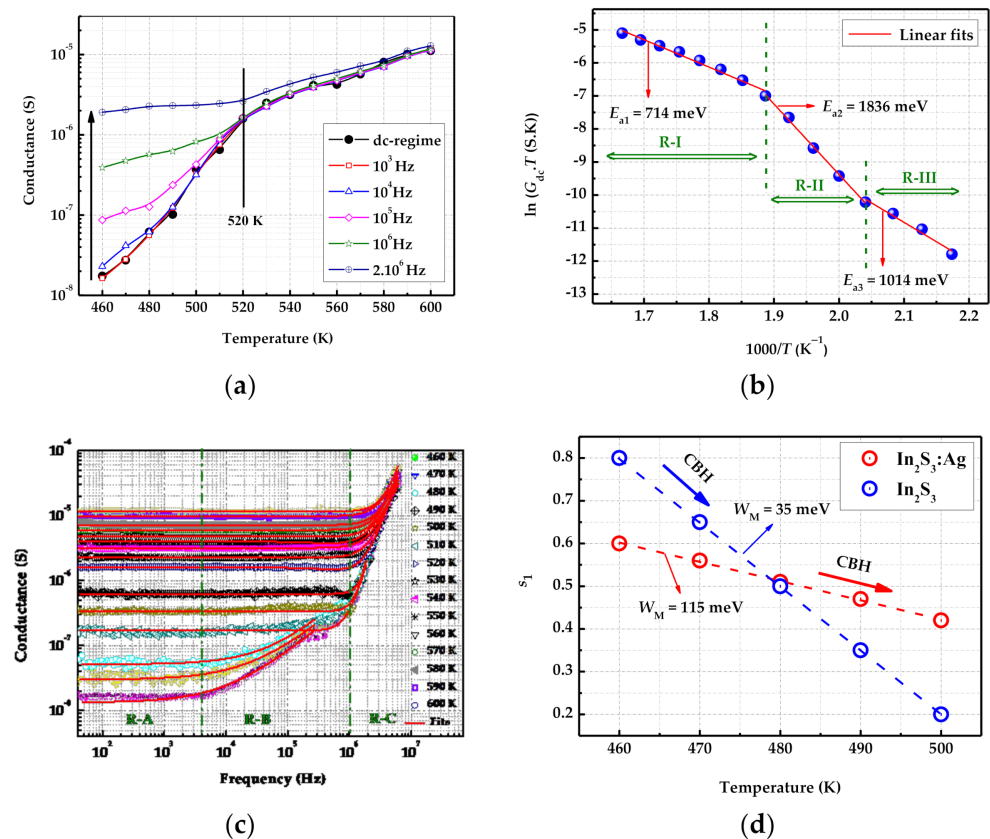 10⁻⁵
10⁻⁶
10⁻⁷
10⁻⁸
Conductance (S)
dc-regime
10³ Hz
10⁴ Hz
10⁵ Hz
10⁶ Hz
2.10⁶ Hz
520 K
460 480 500 520 540 560 580 600
Temperature (K)
(a)
-5
-6
-7
-8
-9
-10
-11
-12
-13
ln (G_dc.T (S.K)
Linear fits
E_a1 = 714 meV
E_a2 = 1836 meV
R-I
R-II
R-III
E_a3 = 1014 meV
1.7 1.8 1.9 2.0 2.1 2.2
1000/T (K⁻¹)
(b)
10⁻⁴
10⁻⁵
10⁻⁶
10⁻⁷
10⁻⁸
Conductance (S)
460 K
470 K
480 K
490 K
500 K
510 K
520 K
530 K
540 K
550 K
560 K
570 K
580 K
590 K
600 K
Fits
R-A R-B R-C
10² 10³ 10⁴ 10⁵ 10⁶ 10⁷
Frequency (Hz)
(c)
0.8
0.7
0.6
0.5
0.4
0.3
0.2
s₁
In₂S₃:Ag
In₂S₃
CBH
W_M = 35 meV
CBH
W_M = 115 meV
460 470 480 490 500
Temperature (K)
(d)